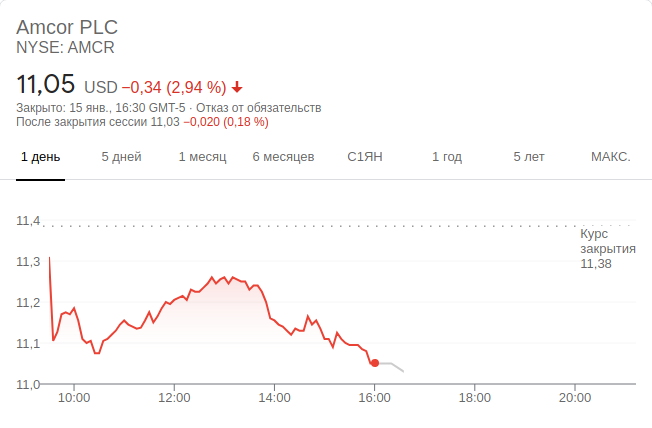 Amcor PLC
NYSE: AMCR
11,05 USD −0,34 (2,94 %)
Закрыто: 15 янв., 16:30 GMT-5 · Отказ от обязательств
После закрытия сессии 11,03 −0,020 (0,18 %)
1 день 5 дней 1 месяц 6 месяцев С1ЯН 1 год 5 лет МАКС.
11,4
Курс
закрытия
11,38
11,3
11,2
11,1
11,0
10:00 12:00 14:00 16:00 18:00 20:00